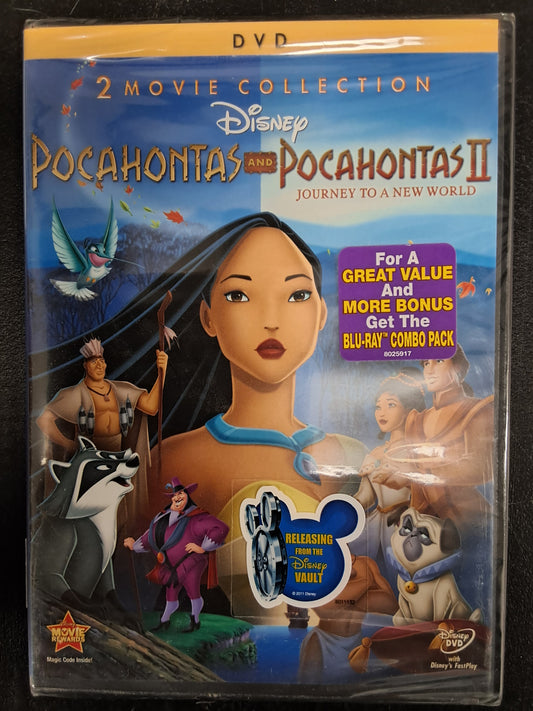 DVD
2 MOVIE COLLECTION
Disney
POCAHONTAS AND POCAHONTAS II
JOURNEY TO A NEW WORLD
For A
GREAT VALUE
And
MORE BONUS
Get The
BLU-RAY™ COMBO PACK
8025917
RELEASING
FROM THE
Disney
VAULT
© 2011 Disney
Disney
MOVIE
REWARDS
Magic Code Inside!
Disney
DVD
with
Disney's FastPlay